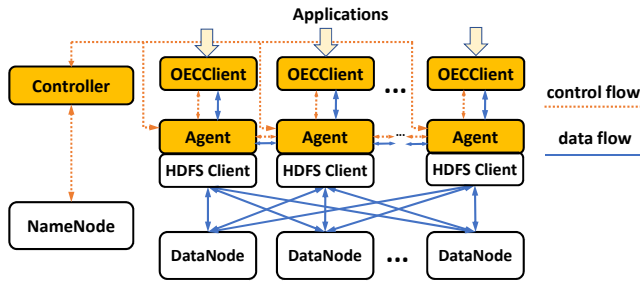 Applications
OECClient OECClient ... OECClient
Controller
control flow
Agent Agent ... Agent
data flow
HDFS Client HDFS Client HDFS Client
NameNode
DataNode DataNode ... DataNode